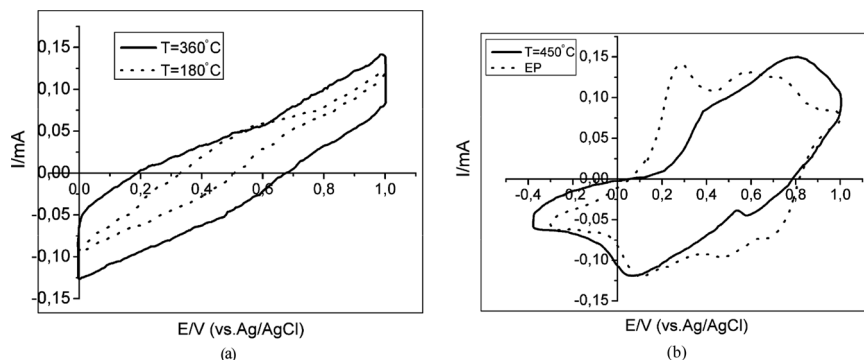 T=360°C
T=180°C
0,15
0,10
0,05
0,00
-0,05
-0,10
-0,15
0,0 0,2 0,4 0,6 0,8 1,0
I/mA
E/V (vs.Ag/AgCl)
(a)
T=450°C
EP
0,15
0,10
0,05
0,00
-0,05
-0,10
-0,15
-0,4 -0,2 0,0 0,2 0,4 0,6 0,8 1,0
I/mA
E/V (vs.Ag/AgCl)
(b)